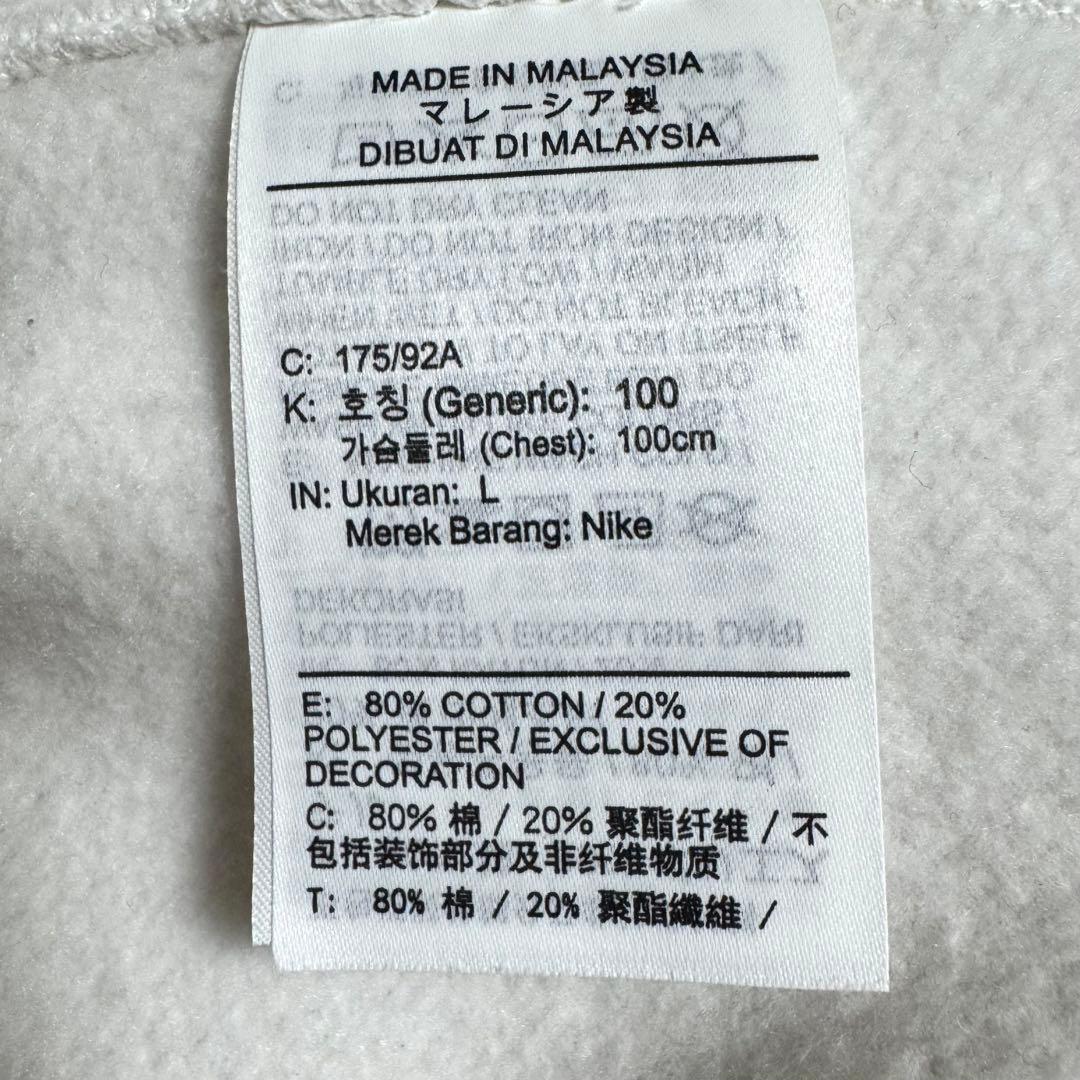 MADE IN MALAYSIA
マレーシア製
DIBUAT DI MALAYSIA
C: 175/92A
K: 호칭 (Generic): 100
가슴둘레 (Chest): 100cm
IN: Ukuran: L
Merek Barang: Nike
E: 80% COTTON / 20%
POLYESTER / EXCLUSIVE OF
DECORATION
C: 80% 棉 / 20% 聚酯纤维 / 不
包括装饰部分及非纤维物质
T: 80% 棉 / 20% 聚酯纖維 /